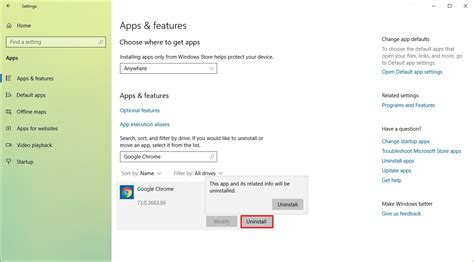 Settings
Home
Find a setting
Apps
Apps & features
Default apps
Offline maps
Apps for websites
Video playback
Startup
Apps & features
Choose where to get apps
Installing apps only from Windows Store helps protect your device.
Anywhere
Apps & features
Optional features
App execution aliases
Search, sort, and filter by drive. If you would like to uninstall or
move an app, select it from the list.
Google Chrome
Sort by: Name
Filter by: All drives
Google Chrome
73.0.3683.86
This app and its related info will be
uninstalled.
Uninstall
Modify
Uninstall
Change app defaults
To choose the default apps that
open your files, links, and more, go
to Default app settings.
Open Default app settings
Related settings
Programs and Features
Have a question?
Change startup apps
Troubleshoot Microsoft Store apps
Uninstall apps
Update apps
Get help
Make Windows better
Give us feedback